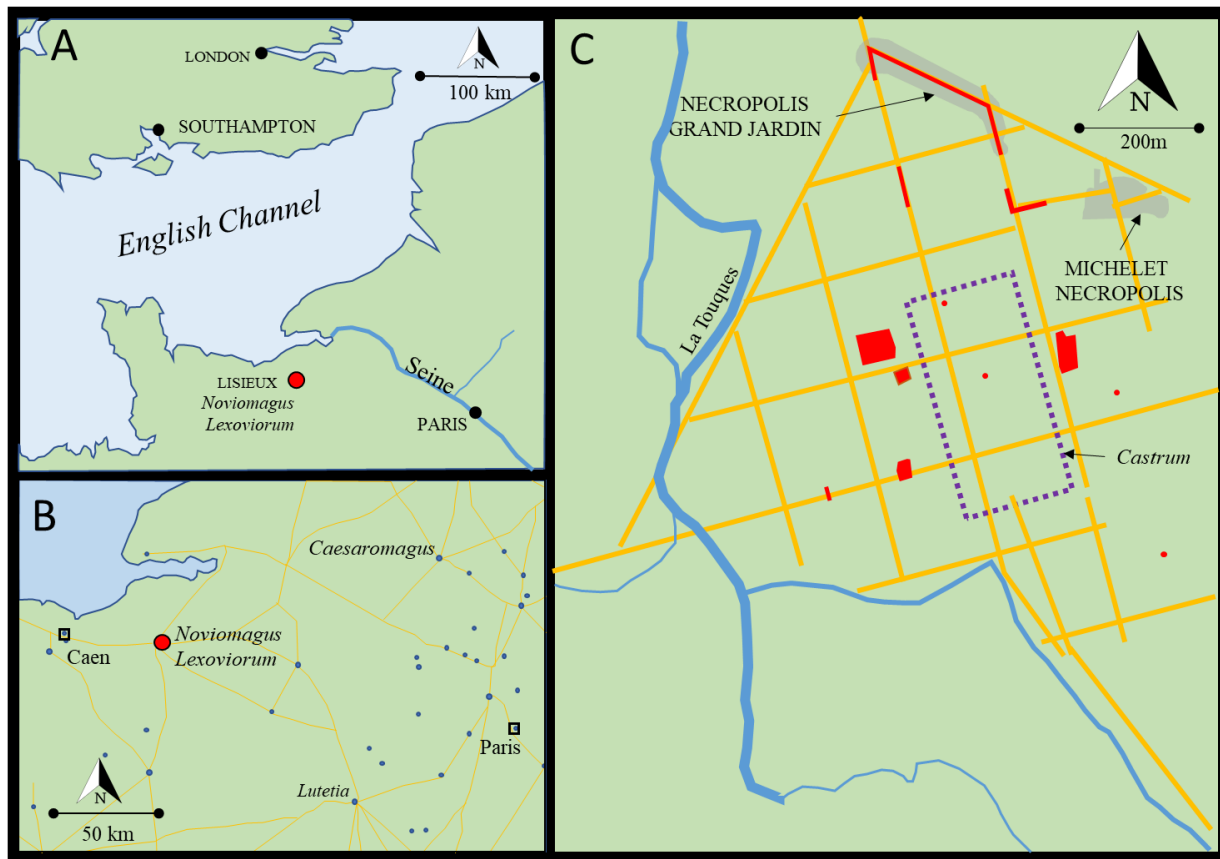 A
LONDON
N
100 km
SOUTHAMPTON
English Channel
Seine
LISIEUX
Noviomagus
Lexoviorum
PARIS
B
Caesaromagus
Noviomagus
Lexoviorum
Caen
Paris
N
Lutetia
50 km
C
NECROPOLIS
GRAND JARDIN
N
200m
MICHELET
NECROPOLIS
La Touques
Castrum